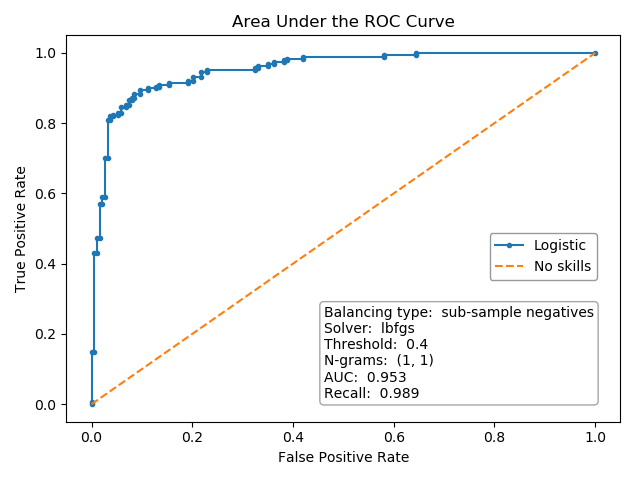 Area Under the ROC Curve
1.0
0.8
0.6
0.4
0.2
0.0
True Positive Rate
Logistic
No skills
Balancing type:  sub-sample negatives
Solver:  lbfgs
Threshold:  0.4
N-grams:  (1, 1)
AUC:  0.953
Recall:  0.989
0.0 0.2 0.4 0.6 0.8 1.0
False Positive Rate